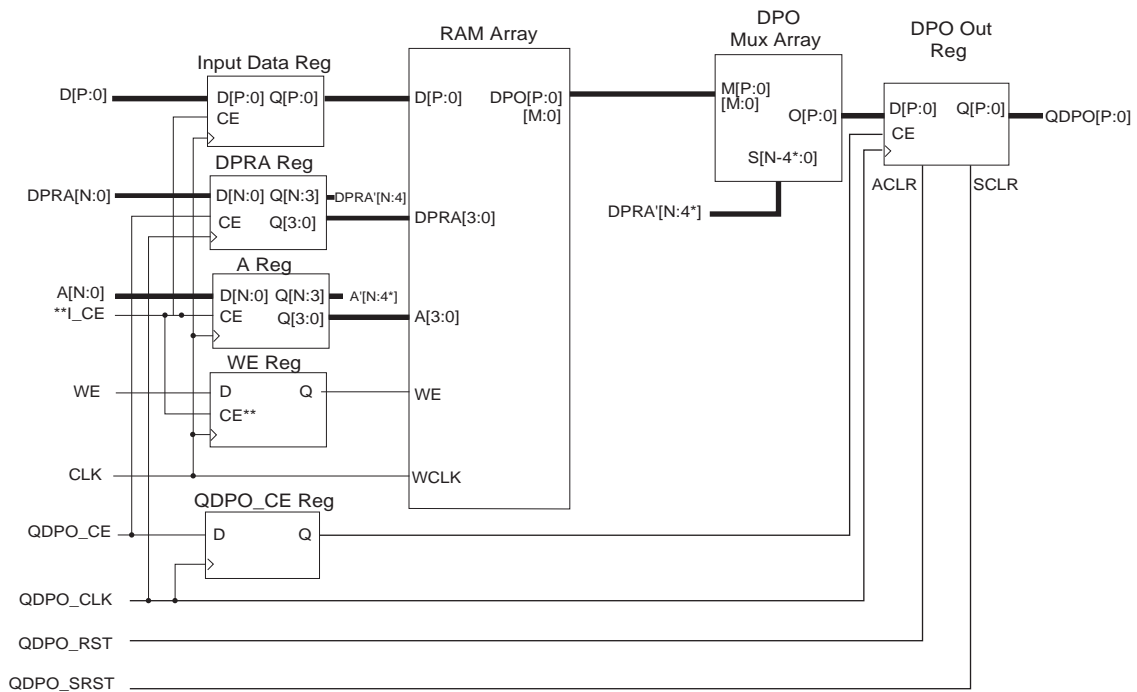 RAM Array
DPO
Mux Array
DPO Out
Reg
Input Data Reg
D[P:0]
D[P:0] Q[P:0]
CE
D[P:0]
DPO[P:0]
[M:0]
M[P:0]
[M:0]
O[P:0]
S[N-4*:0]
D[P:0] Q[P:0]
CE
QDPO[P:0]
ACLR
SCLR
DPRA Reg
DPRA[N:0]
D[N:0] Q[N:3]
DPRA'[N:4]
CE Q[3:0]
DPRA[3:0]
DPRA'[N:4*]
A Reg
A[N:0]
D[N:0] Q[N:3]
A'[N:4*]
**I_CE
CE Q[3:0]
A[3:0]
WE Reg
WE
D Q
CE**
WE
CLK
WCLK
QDPO_CE Reg
QDPO_CE
D Q
QDPO_CLK
QDPO_RST
QDPO_SRST